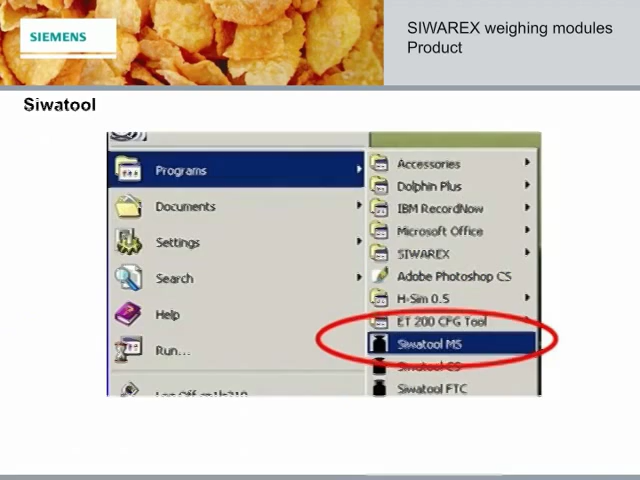 SIEMENS
SIWAREX weighing modules
Product
Siwatool
Programs
Documents
Settings
Search
Help
Run...
Log Off
Accessories
Dolphin Plus
IBM RecordNow
Microsoft Office
SIWAREX
Adobe Photoshop CS
H-Sim 0.5
ET 200 CFG Tool
Siwatool MS
Siwatool CS
Siwatool FTC